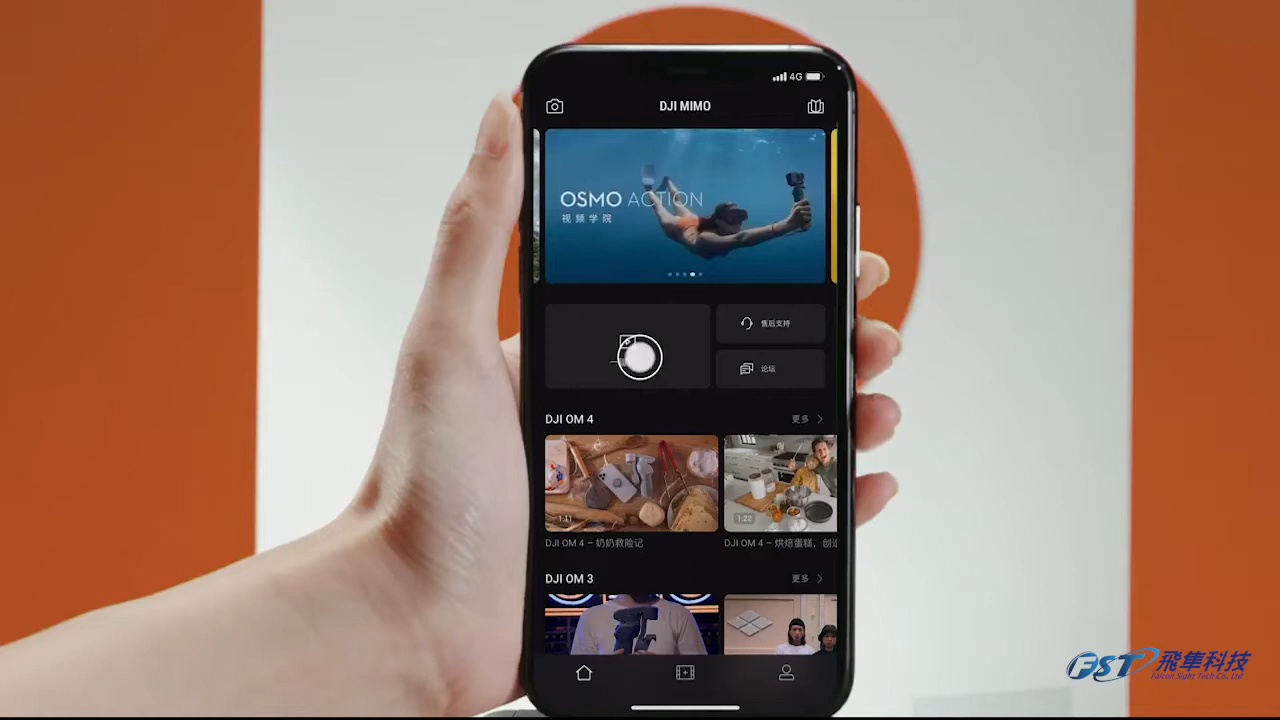 4G
DJI MIMO
OSMO ACTION
视频学院
售后支持
论坛
DJI OM 4
更多
1:11
1:22
DJI OM 4 – 奶奶救险记
DJI OM 4 – 烘焙蛋糕，创
DJI OM 3
更多
FST 飛隼科技
Falcon Sight Tech Co., Ltd